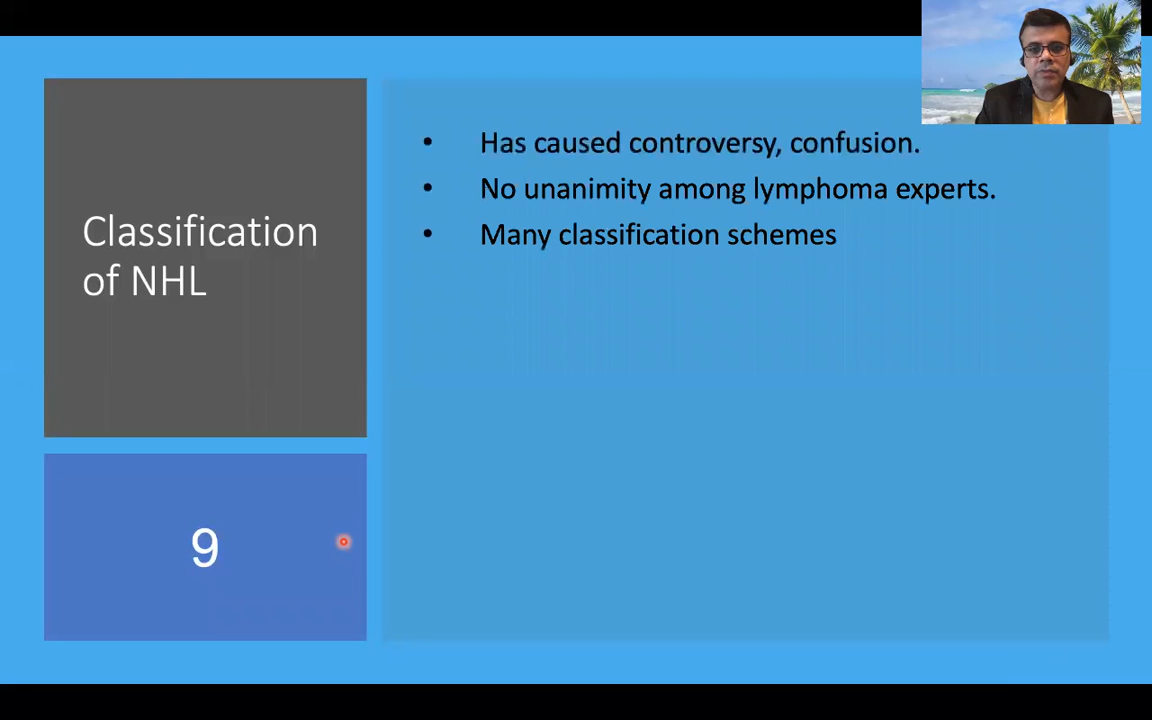 Classification
of NHL
9
• Has caused controversy, confusion.
• No unanimity among lymphoma experts.
• Many classification schemes